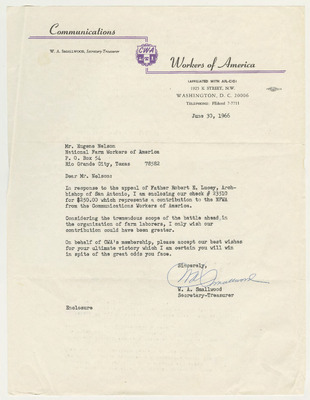 Communications
W. A. Smallwood, Secretary-Treasurer
CWA
Workers of America
(AFFILIATED WITH AFL-CIO)
1925 K STREET, N.W.
WASHINGTON, D. C. 20006
June 30, 1966
Mr. Eugene Nelson
National Farm Workers of America
P. O. Box 54
Rio Grande City, Texas 78582
Dear Mr. Nelson:
In response to the appeal of Father Robert E. Lucey, Arch-
bishop of San Antonio, I am enclosing our check # 23510
for $250.00 which represents a contribution to the NFWA
from the Communications Workers of America.
Considering the tremendous scope of the battle ahead in
the organization of farm laborers, I only wish our
contribution could have been greater.
On behalf of CWA's membership, please accept our best wishes
for your ultimate victory which I am certain you will win
in spite of the great odds you face.
Sincerely,
W. A. Smallwood
W. A. Smallwood
Secretary-Treasurer
Enclosure